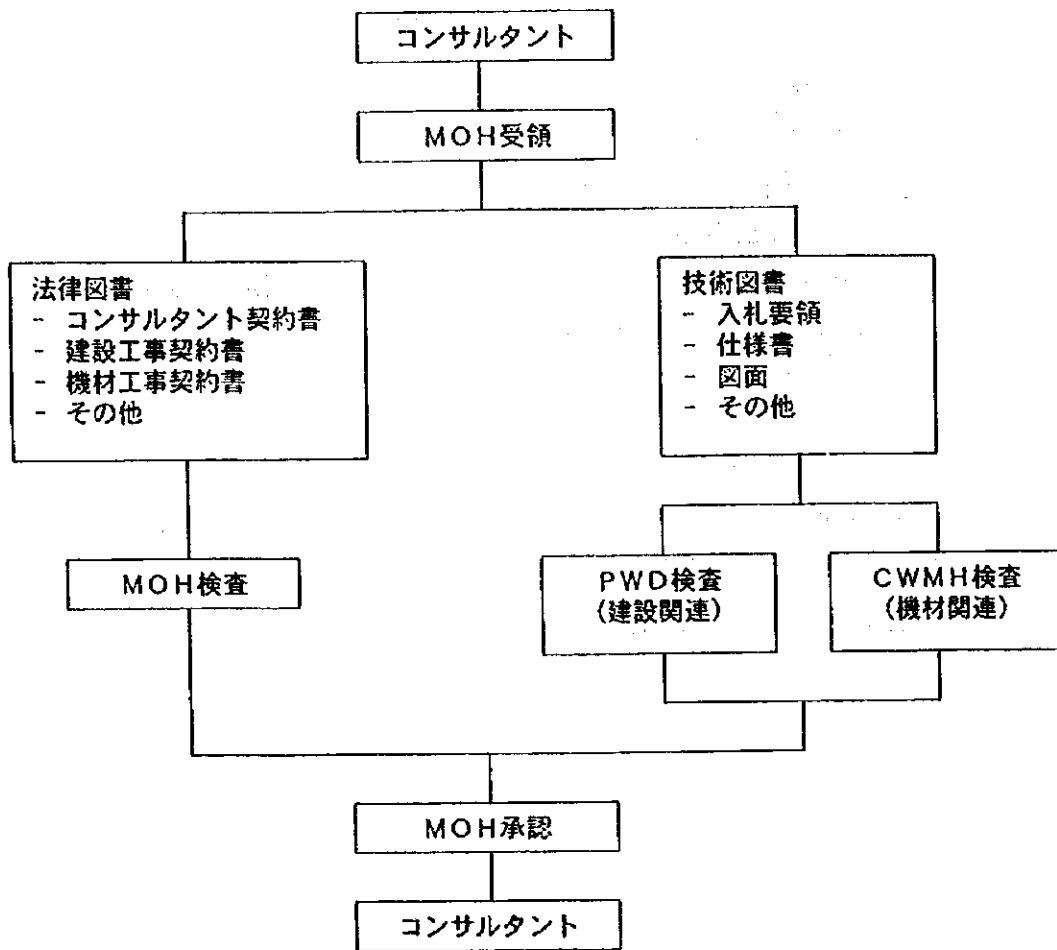 コンサルタント
MOH受領
法律図書
- コンサルタント契約書
- 建設工事契約書
- 機材工事契約書
- その他
技術図書
- 入札要領
- 仕様書
- 図面
- その他
MOH検査
PWD検査
(建設関連)
CWMH検査
(機材関連)
MOH承認
コンサルタント